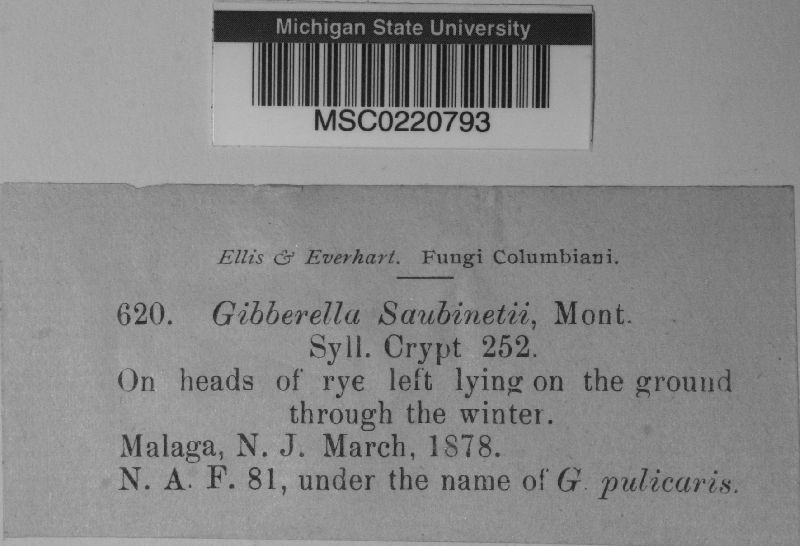 Michigan State University
MSC0220793
Ellis & Everhart. Fungi Columbiani.
620. Gibberella Saubinetii, Mont.
Syll. Crypt 252.
On heads of rye left lying on the ground
through the winter.
Malaga, N. J. March, 1878.
N. A. F. 81, under the name of G. pulicaris.